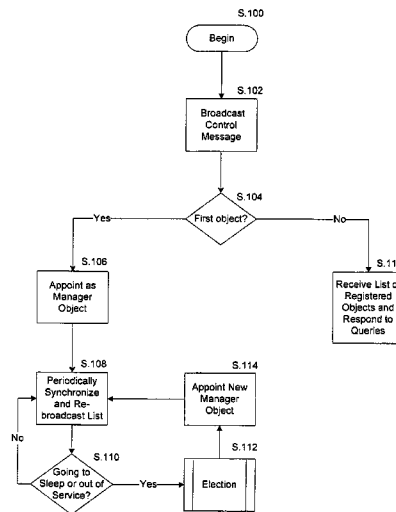 S.100
Begin
S.102
Broadcast
Control
Message
S.104
First object?
Yes
No
S.106
Appoint as
Manager
Object
Receive List
Registered
Objects and
Respond to
Queries
S.108
Periodically
Synchronize
and Re-
broadcast List
S.114
Appoint New
Manager
Object
No
S.110
Going to
Sleep or out of
Service?
Yes
S.112
Election